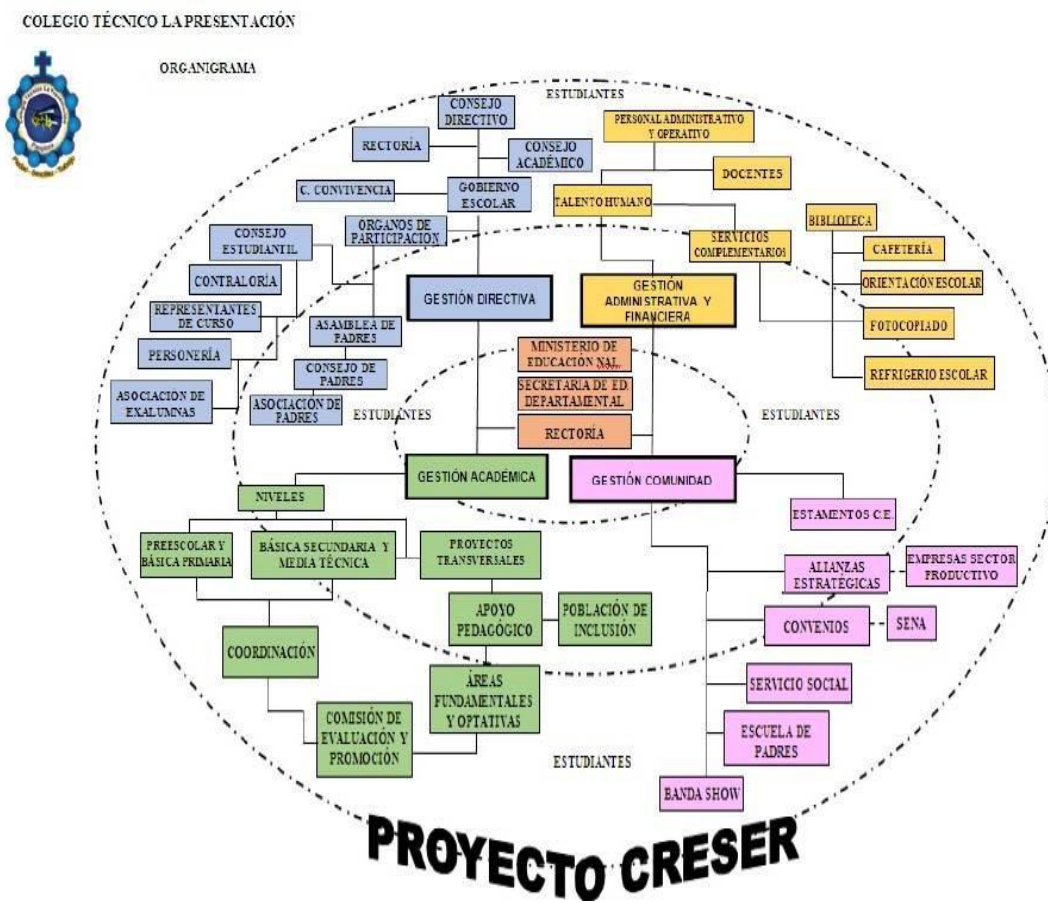 COLEGIO TÉCNICO LA PRESENTACIÓN
ORGANIGRAMA
ESTUDIANTES
CONSEJO
DIRECTIVO
RECTORÍA
CONSEJO
ACADÉMICO
C. CONVIVENCIA
GOBIERNO
ESCOLAR
ORGANOS DE
PARTICIPACIÓN
CONSEJO
ESTUDIANTIL
CONTRALORÍA
REPRESENTANTES
DE CURSO
PERSONERÍA
ASOCIACIÓN DE
EXALUMNAS
ASAMBLEA DE
PADRES
CONSEJO DE
PADRES
ASOCIACIÓN DE
PADRES
GESTIÓN DIRECTIVA
PERSONAL ADMINISTRATIVO
Y OPERATIVO
DOCENTES
TALENTO HUMANO
SERVICIOS
COMPLEMENTARIOS
BIBLIOTECA
CAFETERÍA
ORIENTACIÓN ESCOLAR
FOTOCOPIADO
REFRIGERIO ESCOLAR
GESTIÓN
ADMINISTRATIVA Y
FINANCIERA
MINISTERIO DE
EDUCACIÓN NAL
SECRETARIA DE ED.
DEPARTAMENTAL
RECTORÍA
ESTUDIANTES
ESTUDIANTES
GESTIÓN ACADÉMICA
NIVELES
PREESCOLAR Y
BÁSICA PRIMARIA
BÁSICA SECUNDARIA Y
MEDIA TÉCNICA
PROYECTOS
TRANSVERSALES
APOYO
PEDAGÓGICO
POBLACIÓN DE
INCLUSIÓN
COORDINACIÓN
ÁREAS
FUNDAMENTALES
Y OPTATIVAS
COMISIÓN DE
EVALUACIÓN Y
PROMOCIÓN
GESTIÓN COMUNIDAD
ESTAMENTOS C.E.
ALIANZAS
ESTRATÉGICAS
EMPRESAS SECTOR
PRODUCTIVO
CONVENIOS
SENA
SERVICIO SOCIAL
ESCUELA DE
PADRES
BANDA SHOW
ESTUDIANTES
PROYECTO CRESER